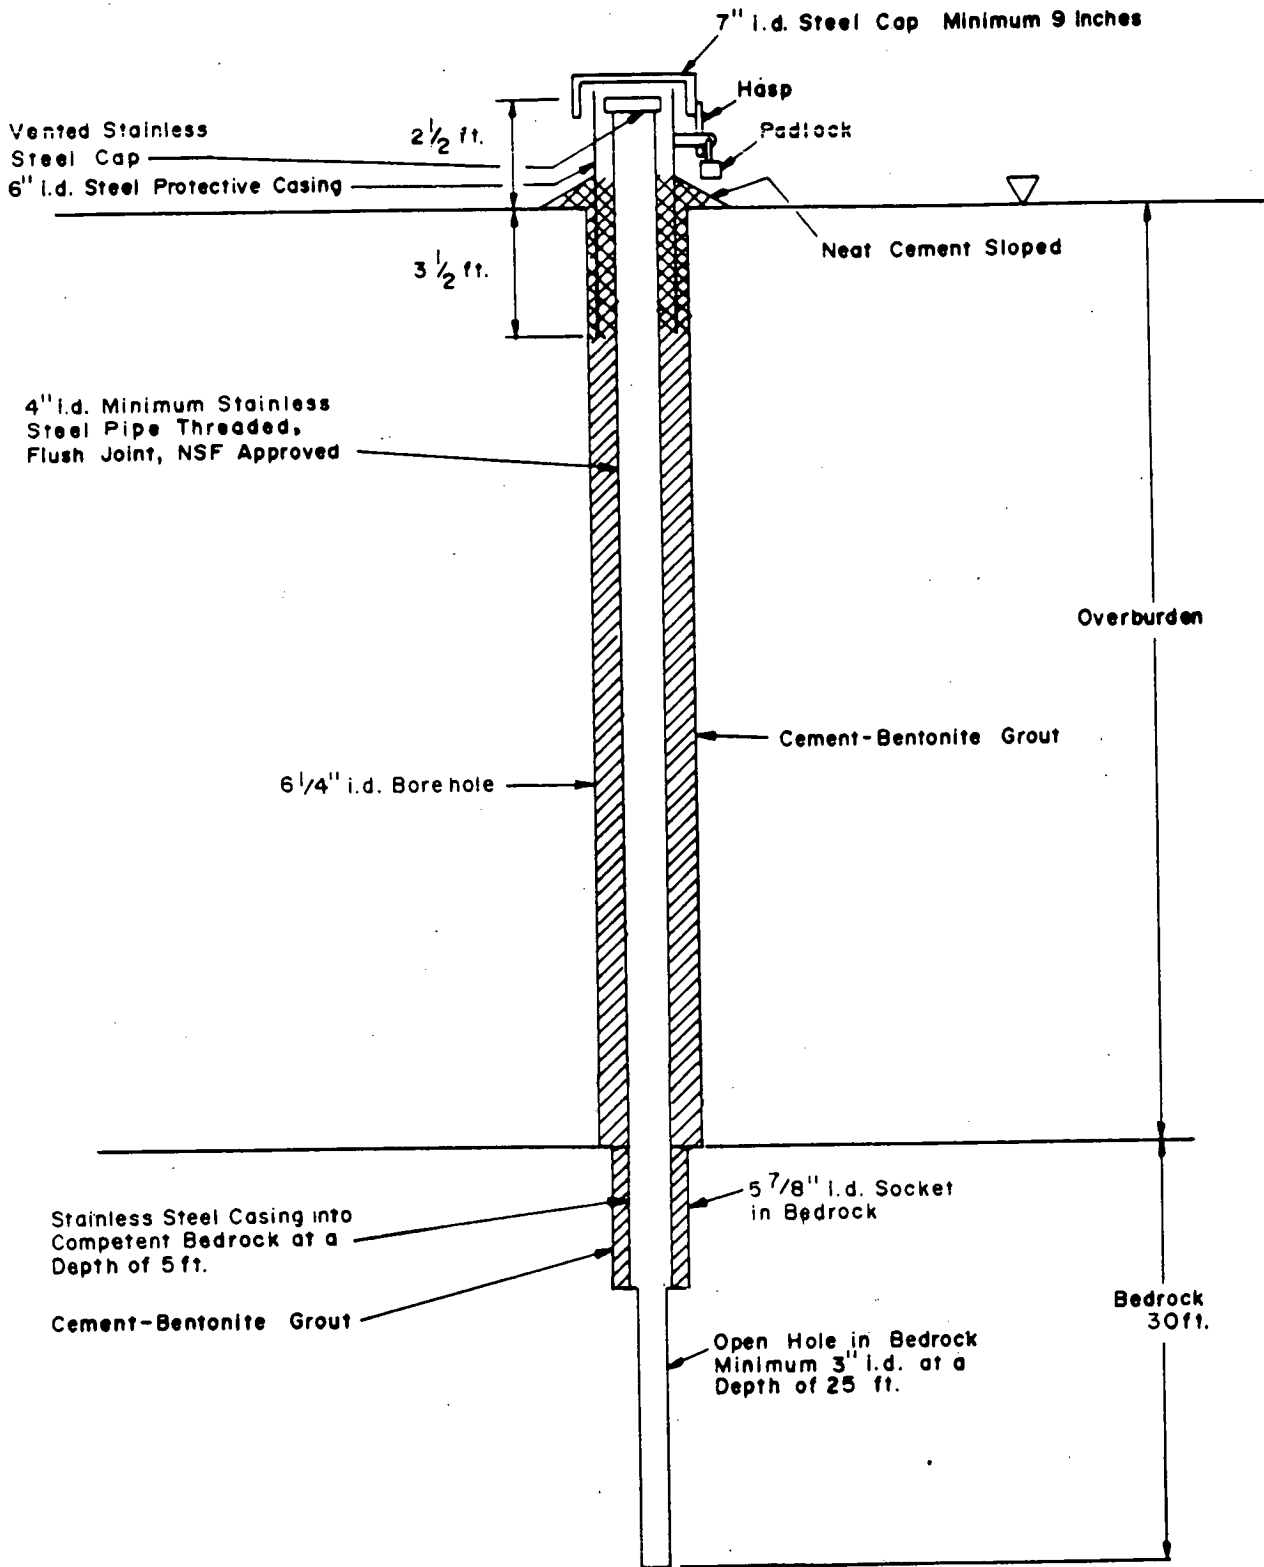 7" i.d. Steel Cap Minimum 9 Inches
Hasp
Padlock
Vented Stainless
Steel Cap
2 1/2 ft.
6" i.d. Steel Protective Casing
Neat Cement Sloped
3 1/2 ft.
4" i.d. Minimum Stainless
Steel Pipe Threaded,
Flush Joint, NSF Approved
Overburden
Cement-Bentonite Grout
6 1/4" i.d. Borehole
5 7/8" i.d. Socket
in Bedrock
Stainless Steel Casing into
Competent Bedrock at a
Depth of 5 ft.
Cement-Bentonite Grout
Bedrock
30 ft.
Open Hole in Bedrock
Minimum 3" i.d. at a
Depth of 25 ft.